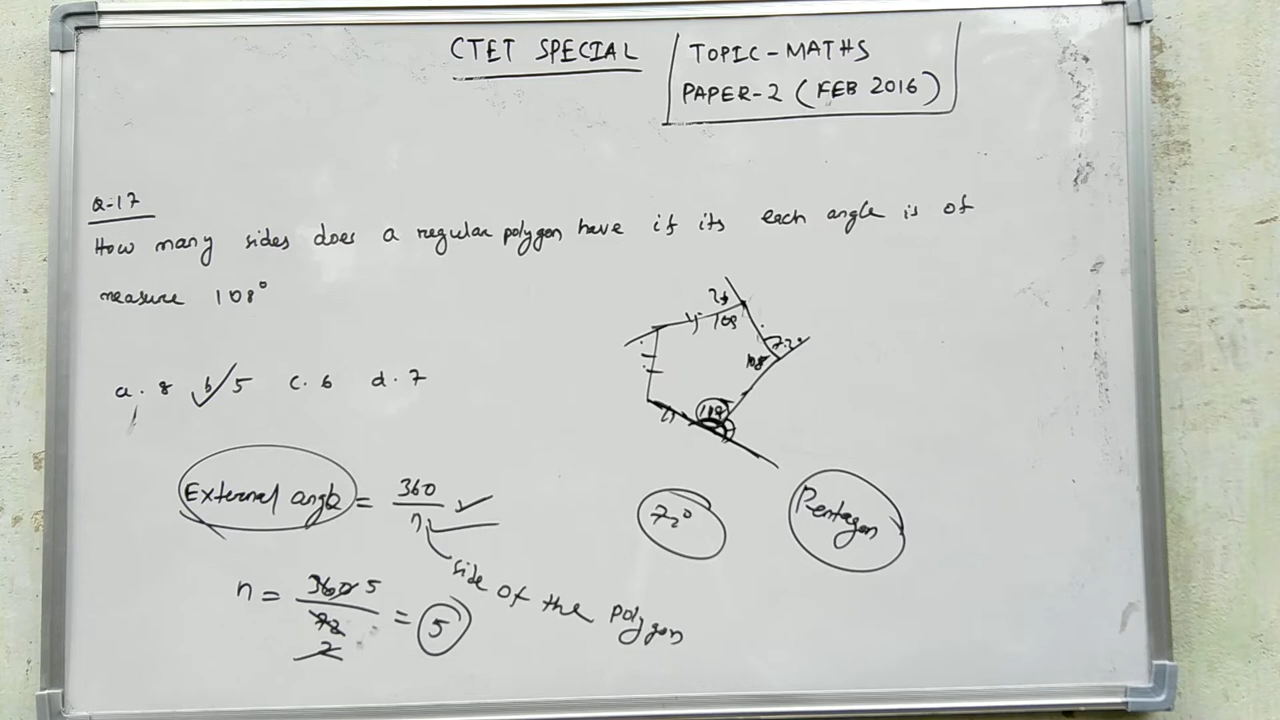 CTET SPECIAL
TOPIC-MATHS
PAPER-2 (FEB 2016)
Q-17
How many sides does a regular polygon have if its each angle is of
measure 108°
a. 8 b 5 c. 6 d. 7
72
108
72°
108
108
External angle = 360
n
72°
Pentagon
side of the polygon
n = 360 5
72
2
= 5